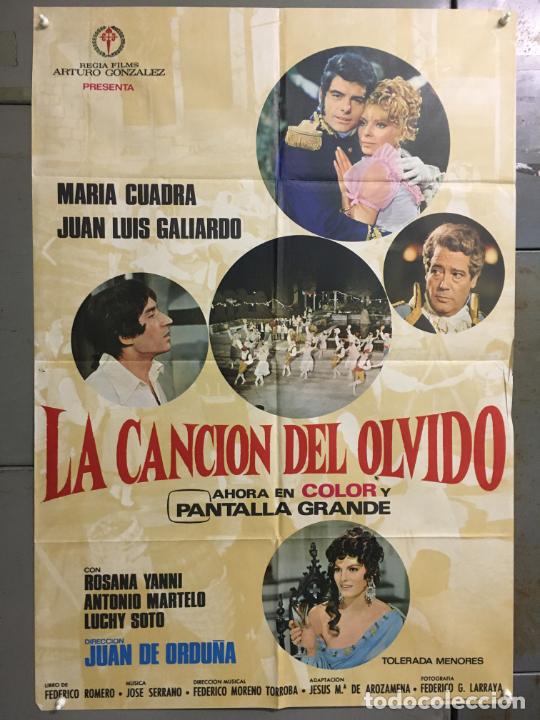 REGIA FILMS
ARTURO GONZALEZ
PRESENTA
MARIA CUADRA
JUAN LUIS GALIARDO
LA CANCION DEL OLVIDO
AHORA EN COLOR Y
PANTALLA GRANDE
CON
ROSANA YANNI
ANTONIO MARTELO
LUCHY SOTO
DIRECCION
JUAN DE ORDUÑA
TOLERADA MENORES
LIBRO DE
FEDERICO ROMERO
MUSICA
• JOSE SERRANO •
DIRECCION MUSICAL
FEDERICO MORENO TORROBA
ADAPTACION
• JESUS Mª DE AROZAMENA •
FOTOGRAFIA
FEDERICO G. LARRAYA
todocoleccion.net